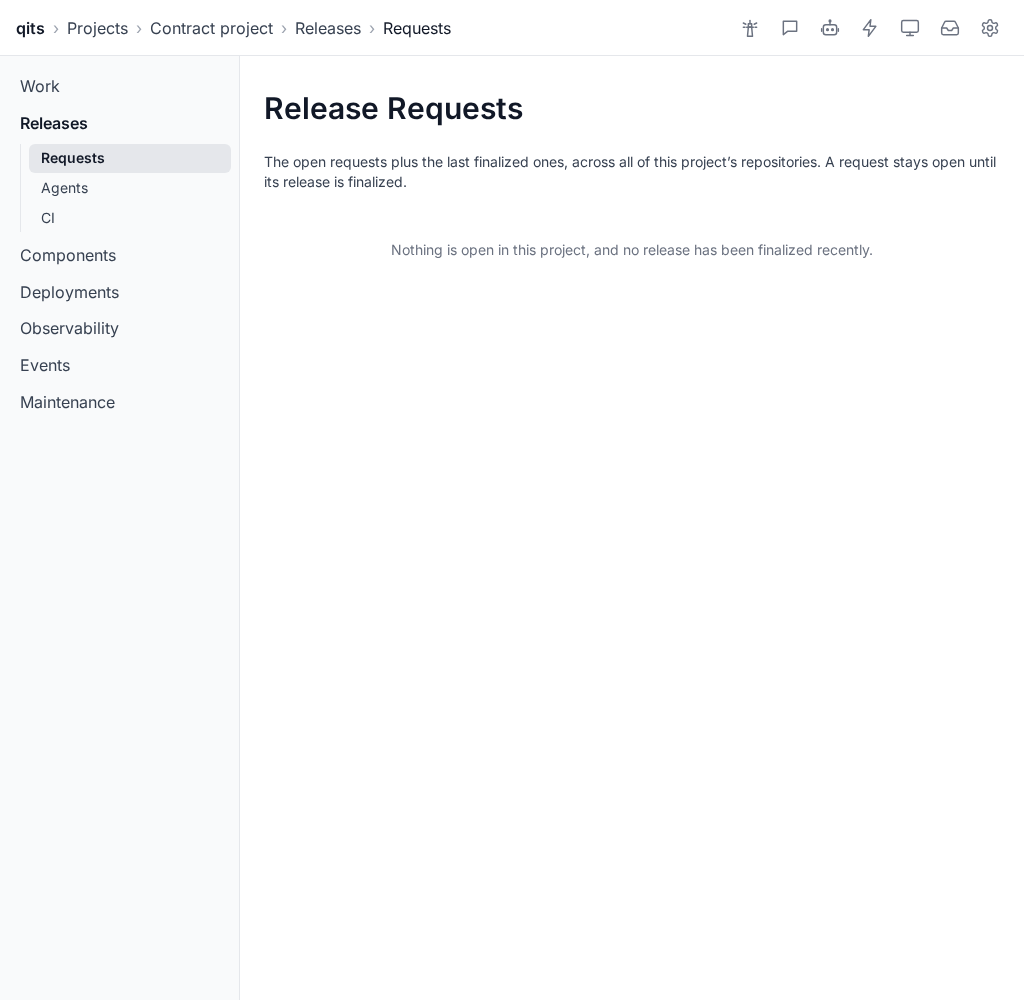 qits › Projects › Contract project › Releases › Requests
Work
Releases
Requests
Agents
CI
Components
Deployments
Observability
Events
Maintenance
Release Requests
The open requests plus the last finalized ones, across all of this project’s repositories. A request stays open until
its release is finalized.
Nothing is open in this project, and no release has been finalized recently.